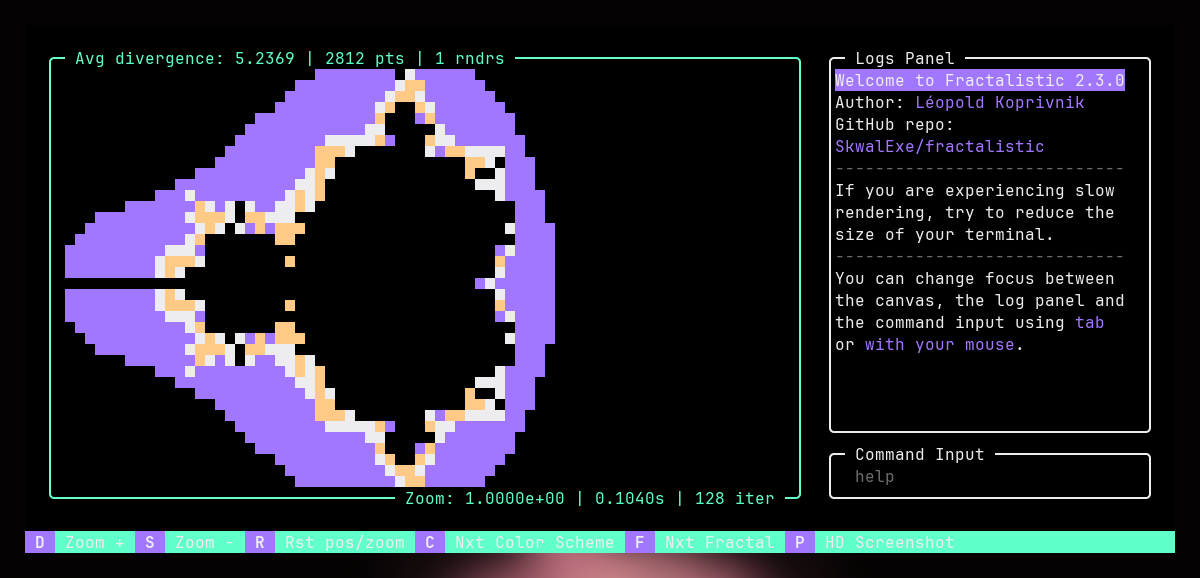 Avg divergence: 5.2369 | 2812 pts | 1 rndrs
Logs Panel
Welcome to Fractalistic 2.3.0
Author: Léopold Koprivnik
GitHub repo:
SkwalExe/fractalistic
-----------------------------
If you are experiencing slow
rendering, try to reduce the
size of your terminal.
-----------------------------
You can change focus between
the canvas, the log panel and
the command input using tab
or with your mouse.
Command Input
help
Zoom: 1.0000e+00 | 0.1040s | 128 iter
D Zoom + S Zoom - R Rst pos/zoom C Nxt Color Scheme F Nxt Fractal P HD Screenshot